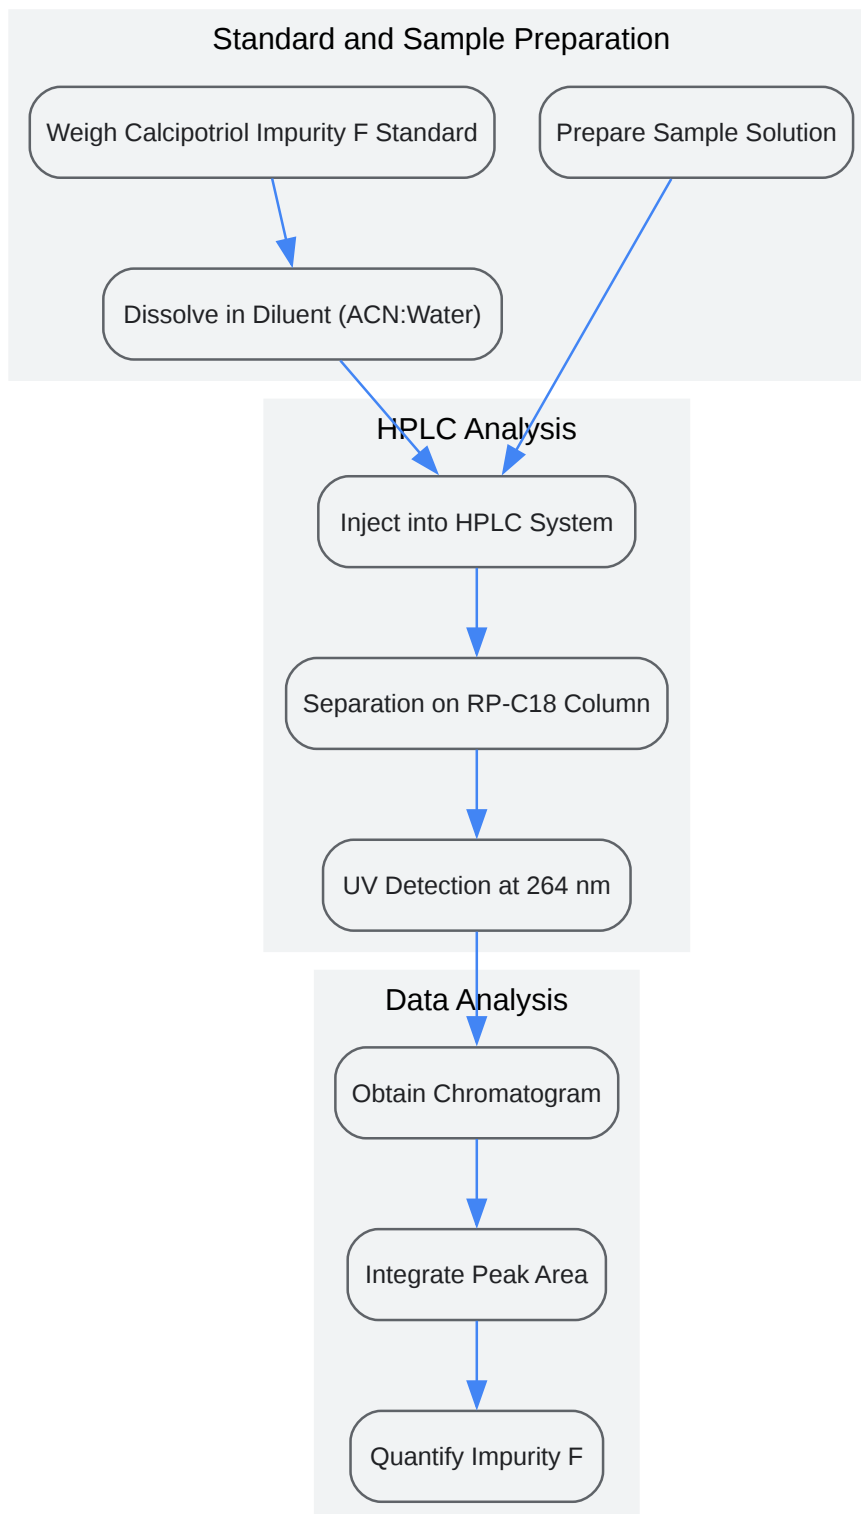 Standard and Sample Preparation
Weigh Calcipotriol Impurity F Standard
Prepare Sample Solution
Dissolve in Diluent (ACN:Water)
HPLC Analysis
Inject into HPLC System
Separation on RP-C18 Column
UV Detection at 264 nm
Data Analysis
Obtain Chromatogram
Integrate Peak Area
Quantify Impurity F